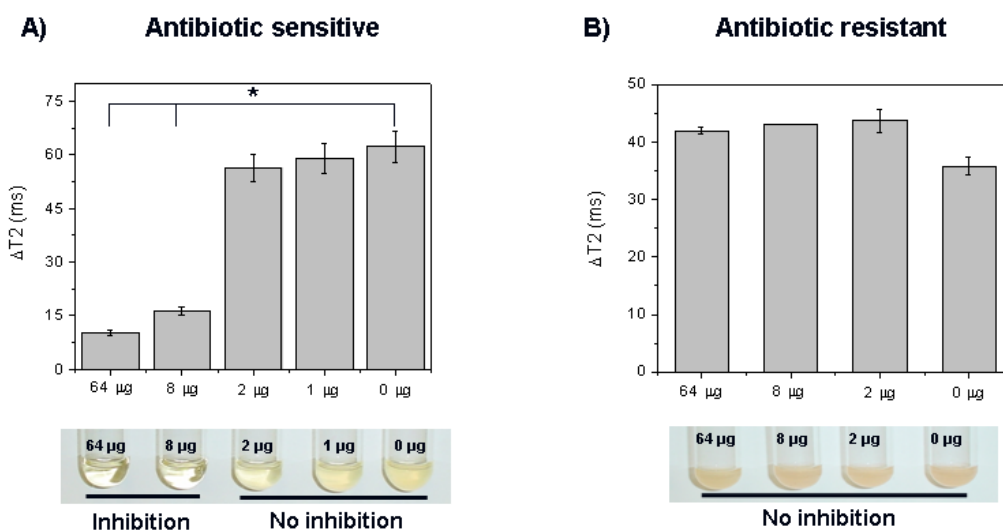 A) Antibiotic sensitive
*
75
60
45
30
15
0
ΔT2 (ms)
64 µg 8 µg 2 µg 1 µg 0 µg
64 µg 8 µg 2 µg 1 µg 0 µg
Inhibition No inhibition
B) Antibiotic resistant
50
40
30
20
10
0
ΔT2 (ms)
64 µg 8 µg 2 µg 0 µg
64 µg 8 µg 2 µg 0 µg
No inhibition